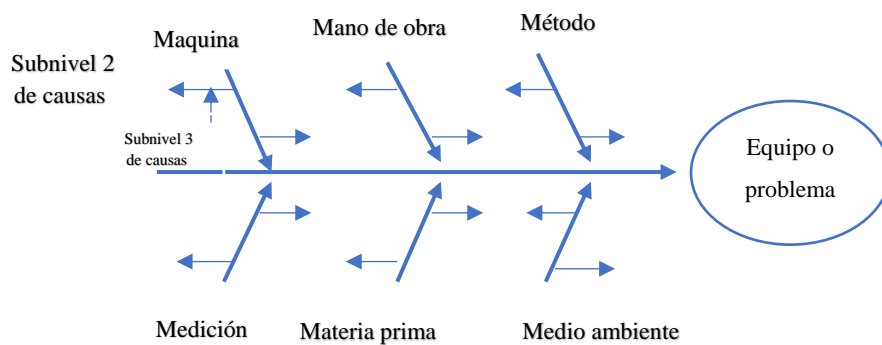 Maquina
Mano de obra
Método
Subnivel 2
de causas
Subnivel 3
de causas
Equipo o
problema
Medición
Materia prima
Medio ambiente